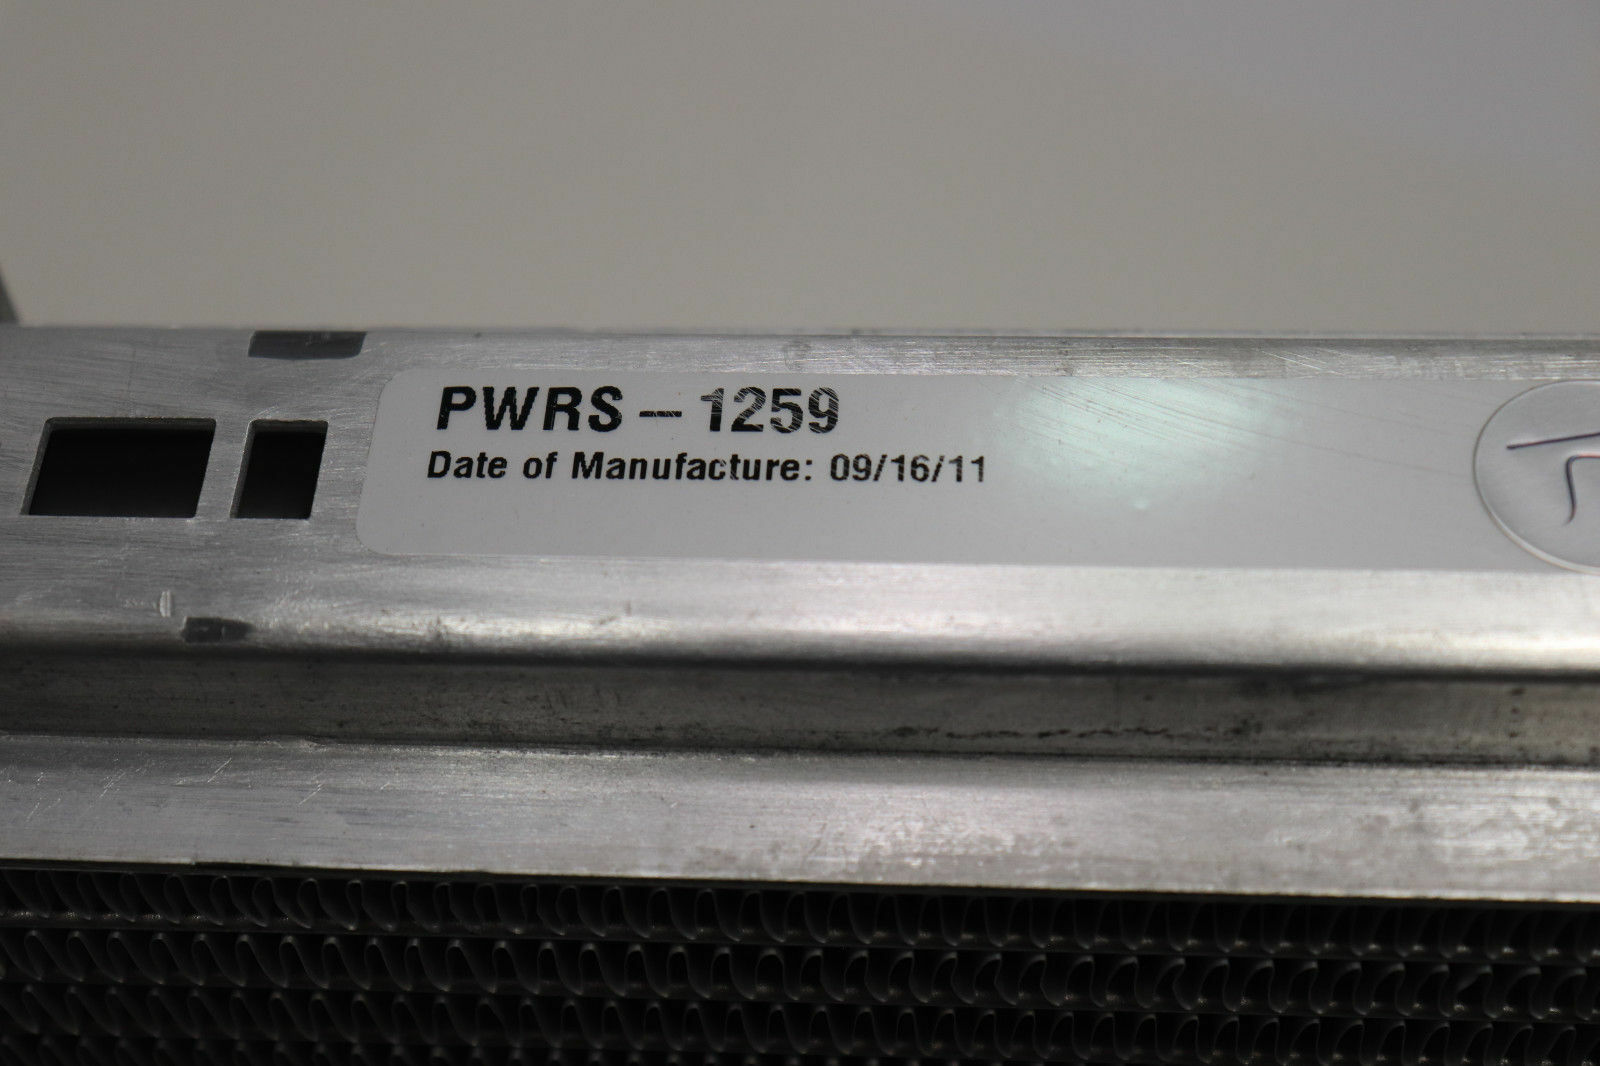 PWRS – 1259
Date of Manufacture: 09/16/11